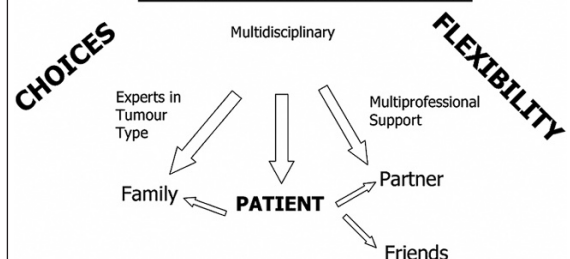 CHOICES
FLEXIBILITY
Multidisciplinary
Experts in
Tumour
Type
Multiprofessional
Support
Family
PATIENT
Partner
Friends